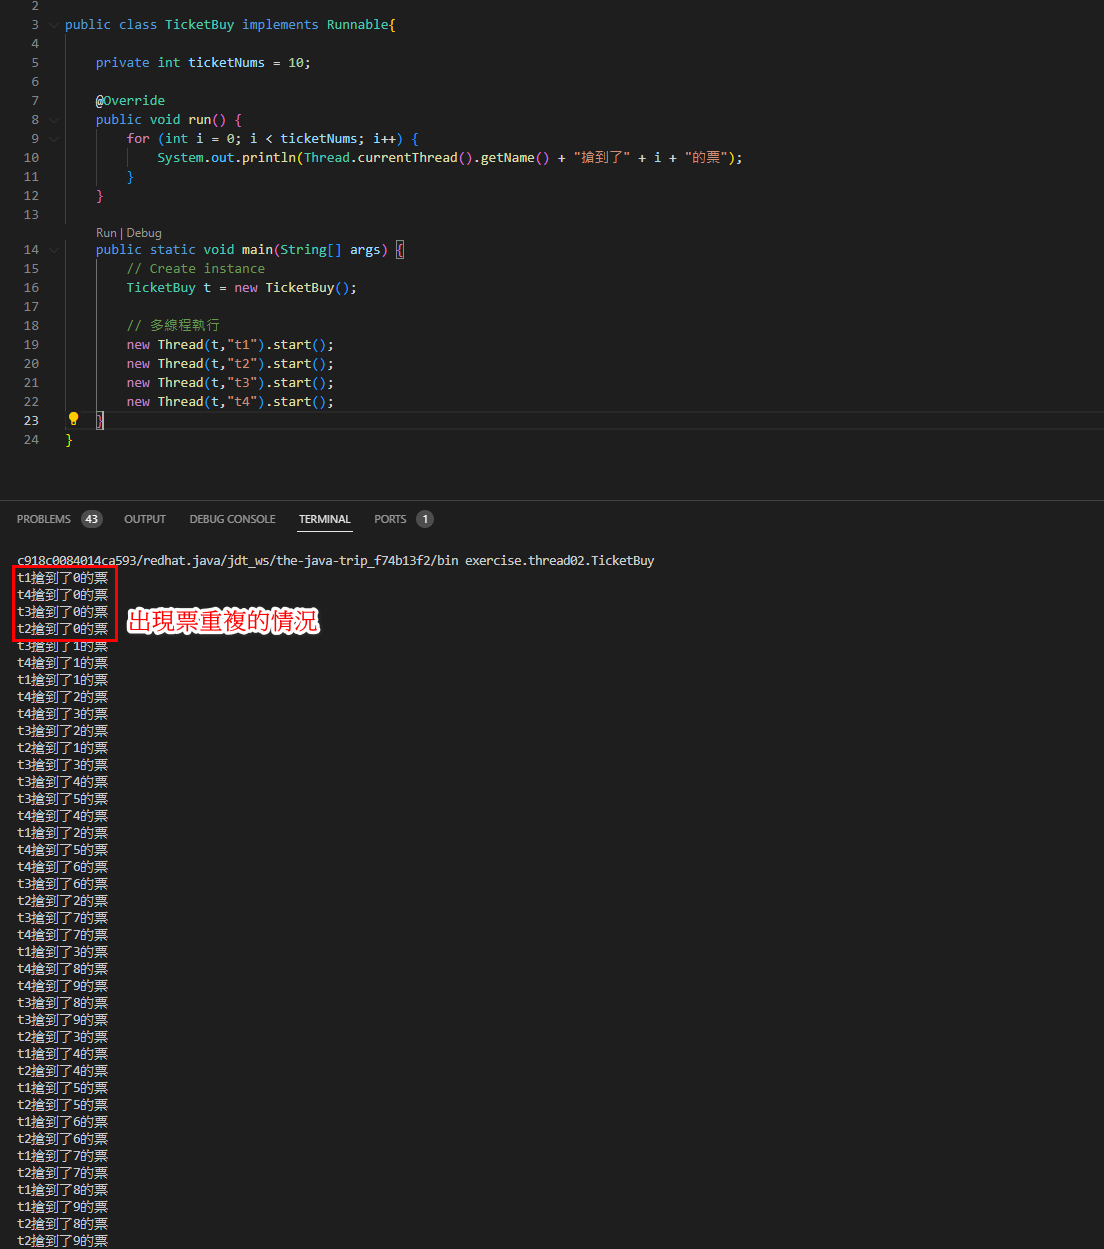 2
3 public class TicketBuy implements Runnable{
4
5 private int ticketNums = 10;
6
7 @Override
8 public void run() {
9 for (int i = 0; i < ticketNums; i++) {
10 System.out.println(Thread.currentThread().getName() + "搶到了" + i + "的票");
11 }
12 }
13
Run | Debug
14 public static void main(String[] args) {
15 // Create instance
16 TicketBuy t = new TicketBuy();
17
18 // 多線程執行
19 new Thread(t,"t1").start();
20 new Thread(t,"t2").start();
21 new Thread(t,"t3").start();
22 new Thread(t,"t4").start();
23 }
24 }
PROBLEMS 43 OUTPUT DEBUG CONSOLE TERMINAL PORTS 1
c918c0084014ca593/redhat.java/jdt_ws/the-java-trip_f74b13f2/bin exercise.thread02.TicketBuy
t1搶到了0的票
t4搶到了0的票
t3搶到了0的票
出現票重複的情況
t2搶到了0的票
t3搶到了1的票
t4搶到了1的票
t1搶到了1的票
t4搶到了2的票
t4搶到了3的票
t3搶到了2的票
t2搶到了1的票
t3搶到了3的票
t3搶到了4的票
t3搶到了5的票
t4搶到了4的票
t1搶到了2的票
t4搶到了5的票
t4搶到了6的票
t3搶到了6的票
t2搶到了2的票
t3搶到了7的票
t4搶到了7的票
t1搶到了3的票
t4搶到了8的票
t4搶到了9的票
t3搶到了8的票
t3搶到了9的票
t2搶到了3的票
t1搶到了4的票
t2搶到了4的票
t1搶到了5的票
t2搶到了5的票
t1搶到了6的票
t2搶到了6的票
t1搶到了7的票
t2搶到了7的票
t1搶到了8的票
t1搶到了9的票
t2搶到了8的票
t2搶到了9的票